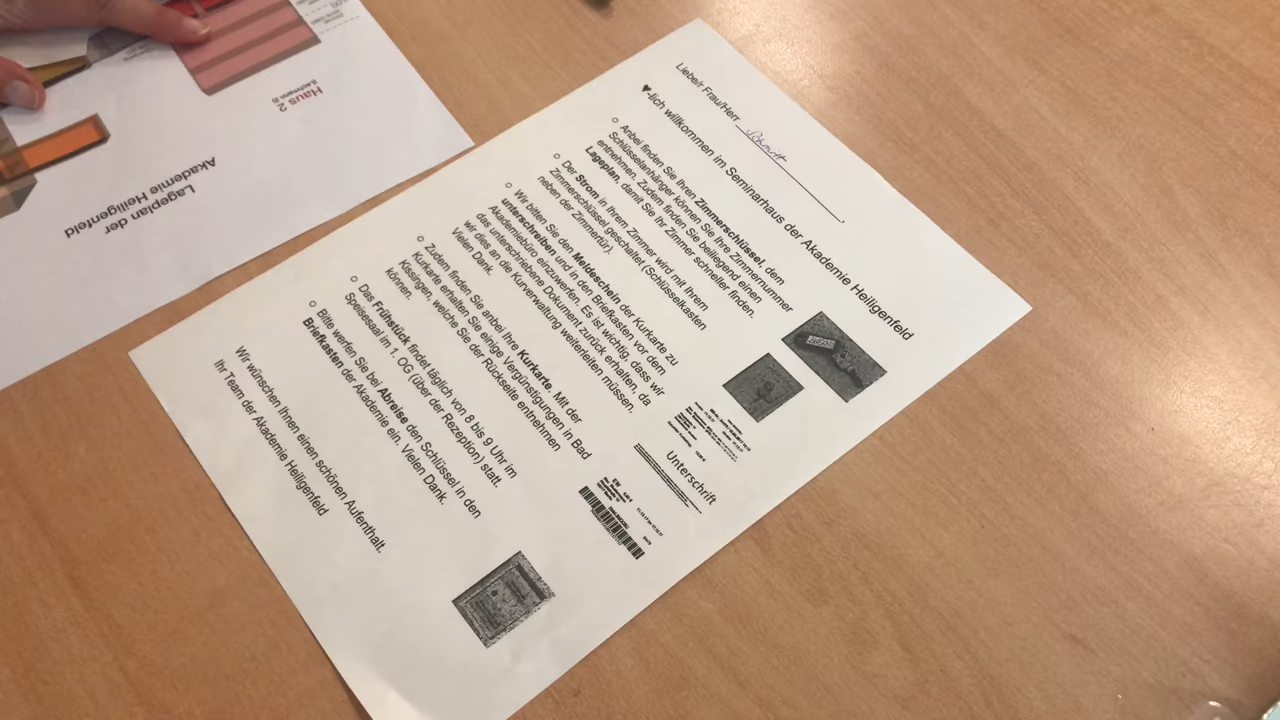 Liebe/r Frau/Herr Schmidt
♥-lich willkommen im Seminarhaus der Akademie Heiligenfeld
o Anbei finden Sie Ihren Zimmerschlüssel, dem
Schlüsselanhänger können Sie Ihre Zimmernummer
entnehmen. Zudem finden Sie beiliegend einen
Lageplan, damit Sie Ihr Zimmer schneller finden.
o Der Strom in Ihrem Zimmer wird mit Ihrem
Zimmerschlüssel geschaltet (Schlüsselkasten
neben der Zimmertür).
o Wir bitten Sie den Meldeschein der Kurkarte zu
unterschreiben und in den Briefkasten vor dem
Akademiebüro einzuwerfen. Es ist wichtig, dass wir
das unterschriebene Dokument zurück erhalten, da
wir dies an die Kurverwaltung weiterleiten müssen.
Vielen Dank.
Unterschrift
o Zudem finden Sie anbei Ihre Kurkarte. Mit der
Kurkarte erhalten Sie einige Vergünstigungen in Bad
Kissingen, welche Sie der Rückseite entnehmen
können.
o Das Frühstück findet täglich von 8 bis 9 Uhr im
Speisesaal im 1. OG (über der Rezeption) statt.
o Bitte werfen Sie bei Abreise den Schlüssel in den
Briefkasten der Akademie ein. Vielen Dank.
Wir wünschen Ihnen einen schönen Aufenthalt.
Ihr Team der Akademie Heiligenfeld
Lageplan der
Akademie Heiligenfeld
Haus 2
(Lechmann 2)